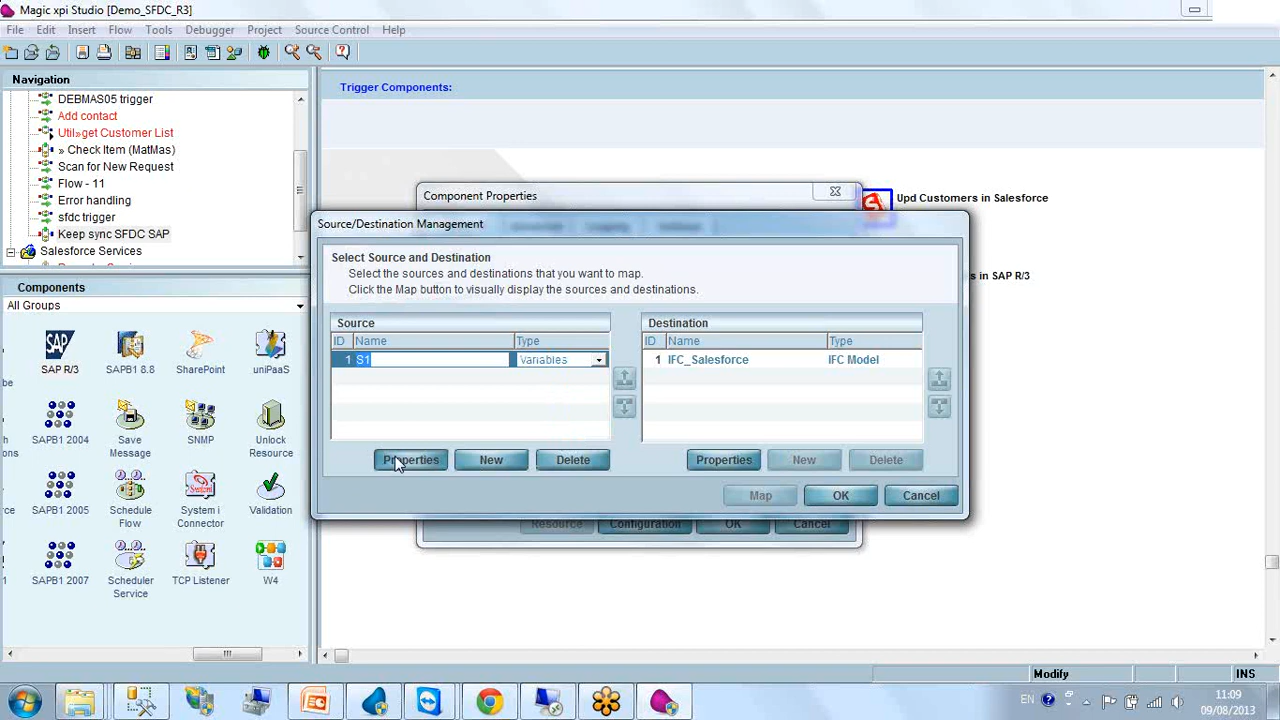 Magic xpi Studio [Demo_SFDC_R3]
File Edit Insert Flow Tools Debugger Project Source Control Help
Navigation
DEBMAS05 trigger
Add contact
Util»get Customer List
» Check Item (MatMas)
Scan for New Request
Flow - 11
Error handling
sfdc trigger
Keep sync SFDC SAP
Salesforce Services
Components
All Groups
SAP R/3
SAPB1 8.8
SharePoint
uniPaaS
be
SAPB1 2004
Save
Message
SNMP
Unlock
Resource
h
ons
SAPB1 2005
Schedule
Flow
System i
Connector
Validation
ce
SAPB1 2007
Scheduler
Service
TCP Listener
W4
Trigger Components:
Upd Customers in Salesforce
s in SAP R/3
Component Properties
Source/Destination Management
Select Source and Destination
Select the sources and destinations that you want to map.
Click the Map button to visually display the sources and destinations.
Source
ID Name Type
1 S1 Variables
Properties New Delete
Destination
ID Name Type
1 IFC_Salesforce IFC Model
Properties New Delete
Map OK Cancel
Resource Configuration OK Cancel
Modify INS
EN
11:09
09/08/2013